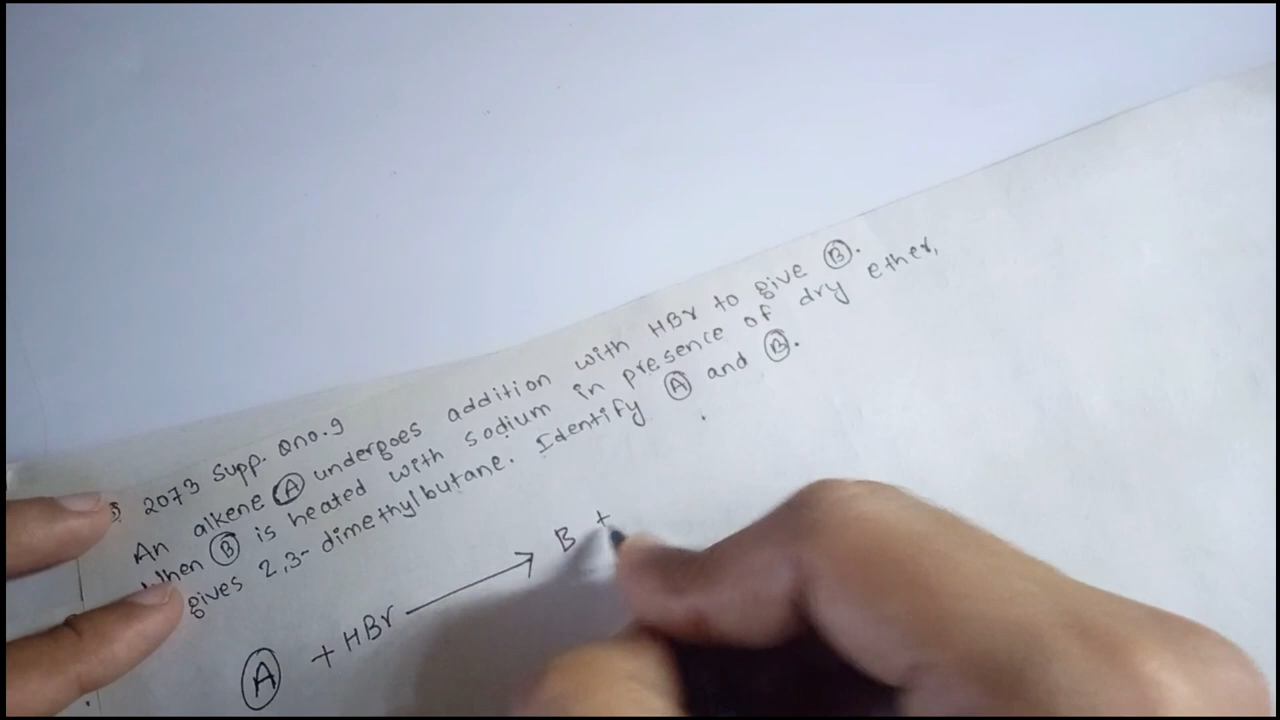 2073 Supp. Qno.9
An alkene A undergoes addition with HBr to give B.
When B is heated with sodium in presence of dry ether,
gives 2,3-dimethylbutane. Identify A and B.
A + HBr ⟶ B +